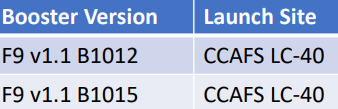 Booster Version Launch Site
F9 v1.1 B1012 CCAFS LC-40
F9 v1.1 B1015 CCAFS LC-40